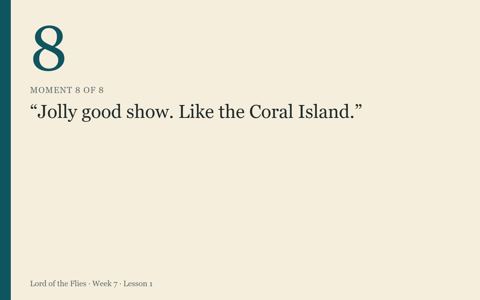 8
MOMENT 8 OF 8
“Jolly good show. Like the Coral Island.”
Lord of the Flies · Week 7 · Lesson 1